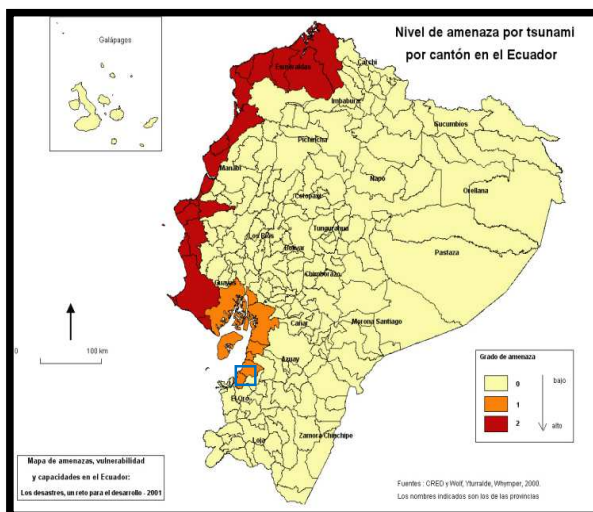 Nivel de amenaza por tsunami
por cantón en el Ecuador
Galápagos
Esmeraldas
Carchi
Imbabura
Sucumbios
Pichincha
Manabí
Napo
Orellana
Cotopaxi
Los Rios
Tungurahua
Bolivar
Pastaza
Chimborazo
Guayas
Cañar
Morona Santiago
Azuay
El Oro
Loja
Zamora Chinchipe
0 100 km
Grado de amenaza
0 bajo
1
2 alto
Mapa de amenazas, vulnerabilidad
y capacidades en el Ecuador:
Los desastres, un reto para el desarrollo - 2001
Fuentes : CRED y Wolf, Yturralde, Whymper, 2000.
Los nombres indicados son los de las provincias